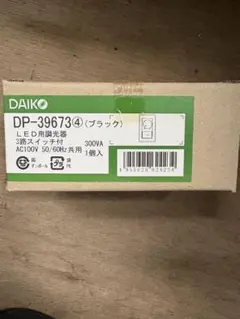 DAIKO
DP-39673④(ブラック)
LED用調光器
3路スイッチ付 300VA
AC100V 50/60Hz共用 1個入